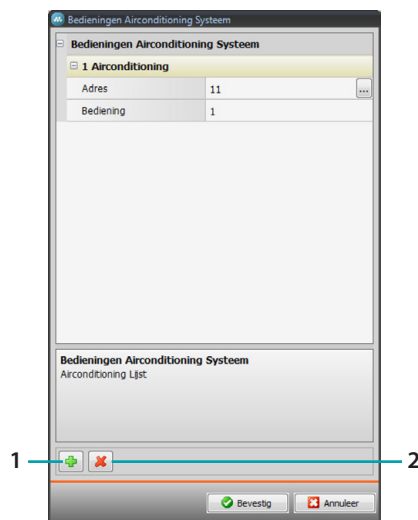 Bedieningen Airconditioning Systeem
Bedieningen Airconditioning Systeem
1 Airconditioning
Adres 11 ...
Bediening 1
Bedieningen Airconditioning Systeem
Airconditioning Lijst
1 2
Bevestig Annuleer